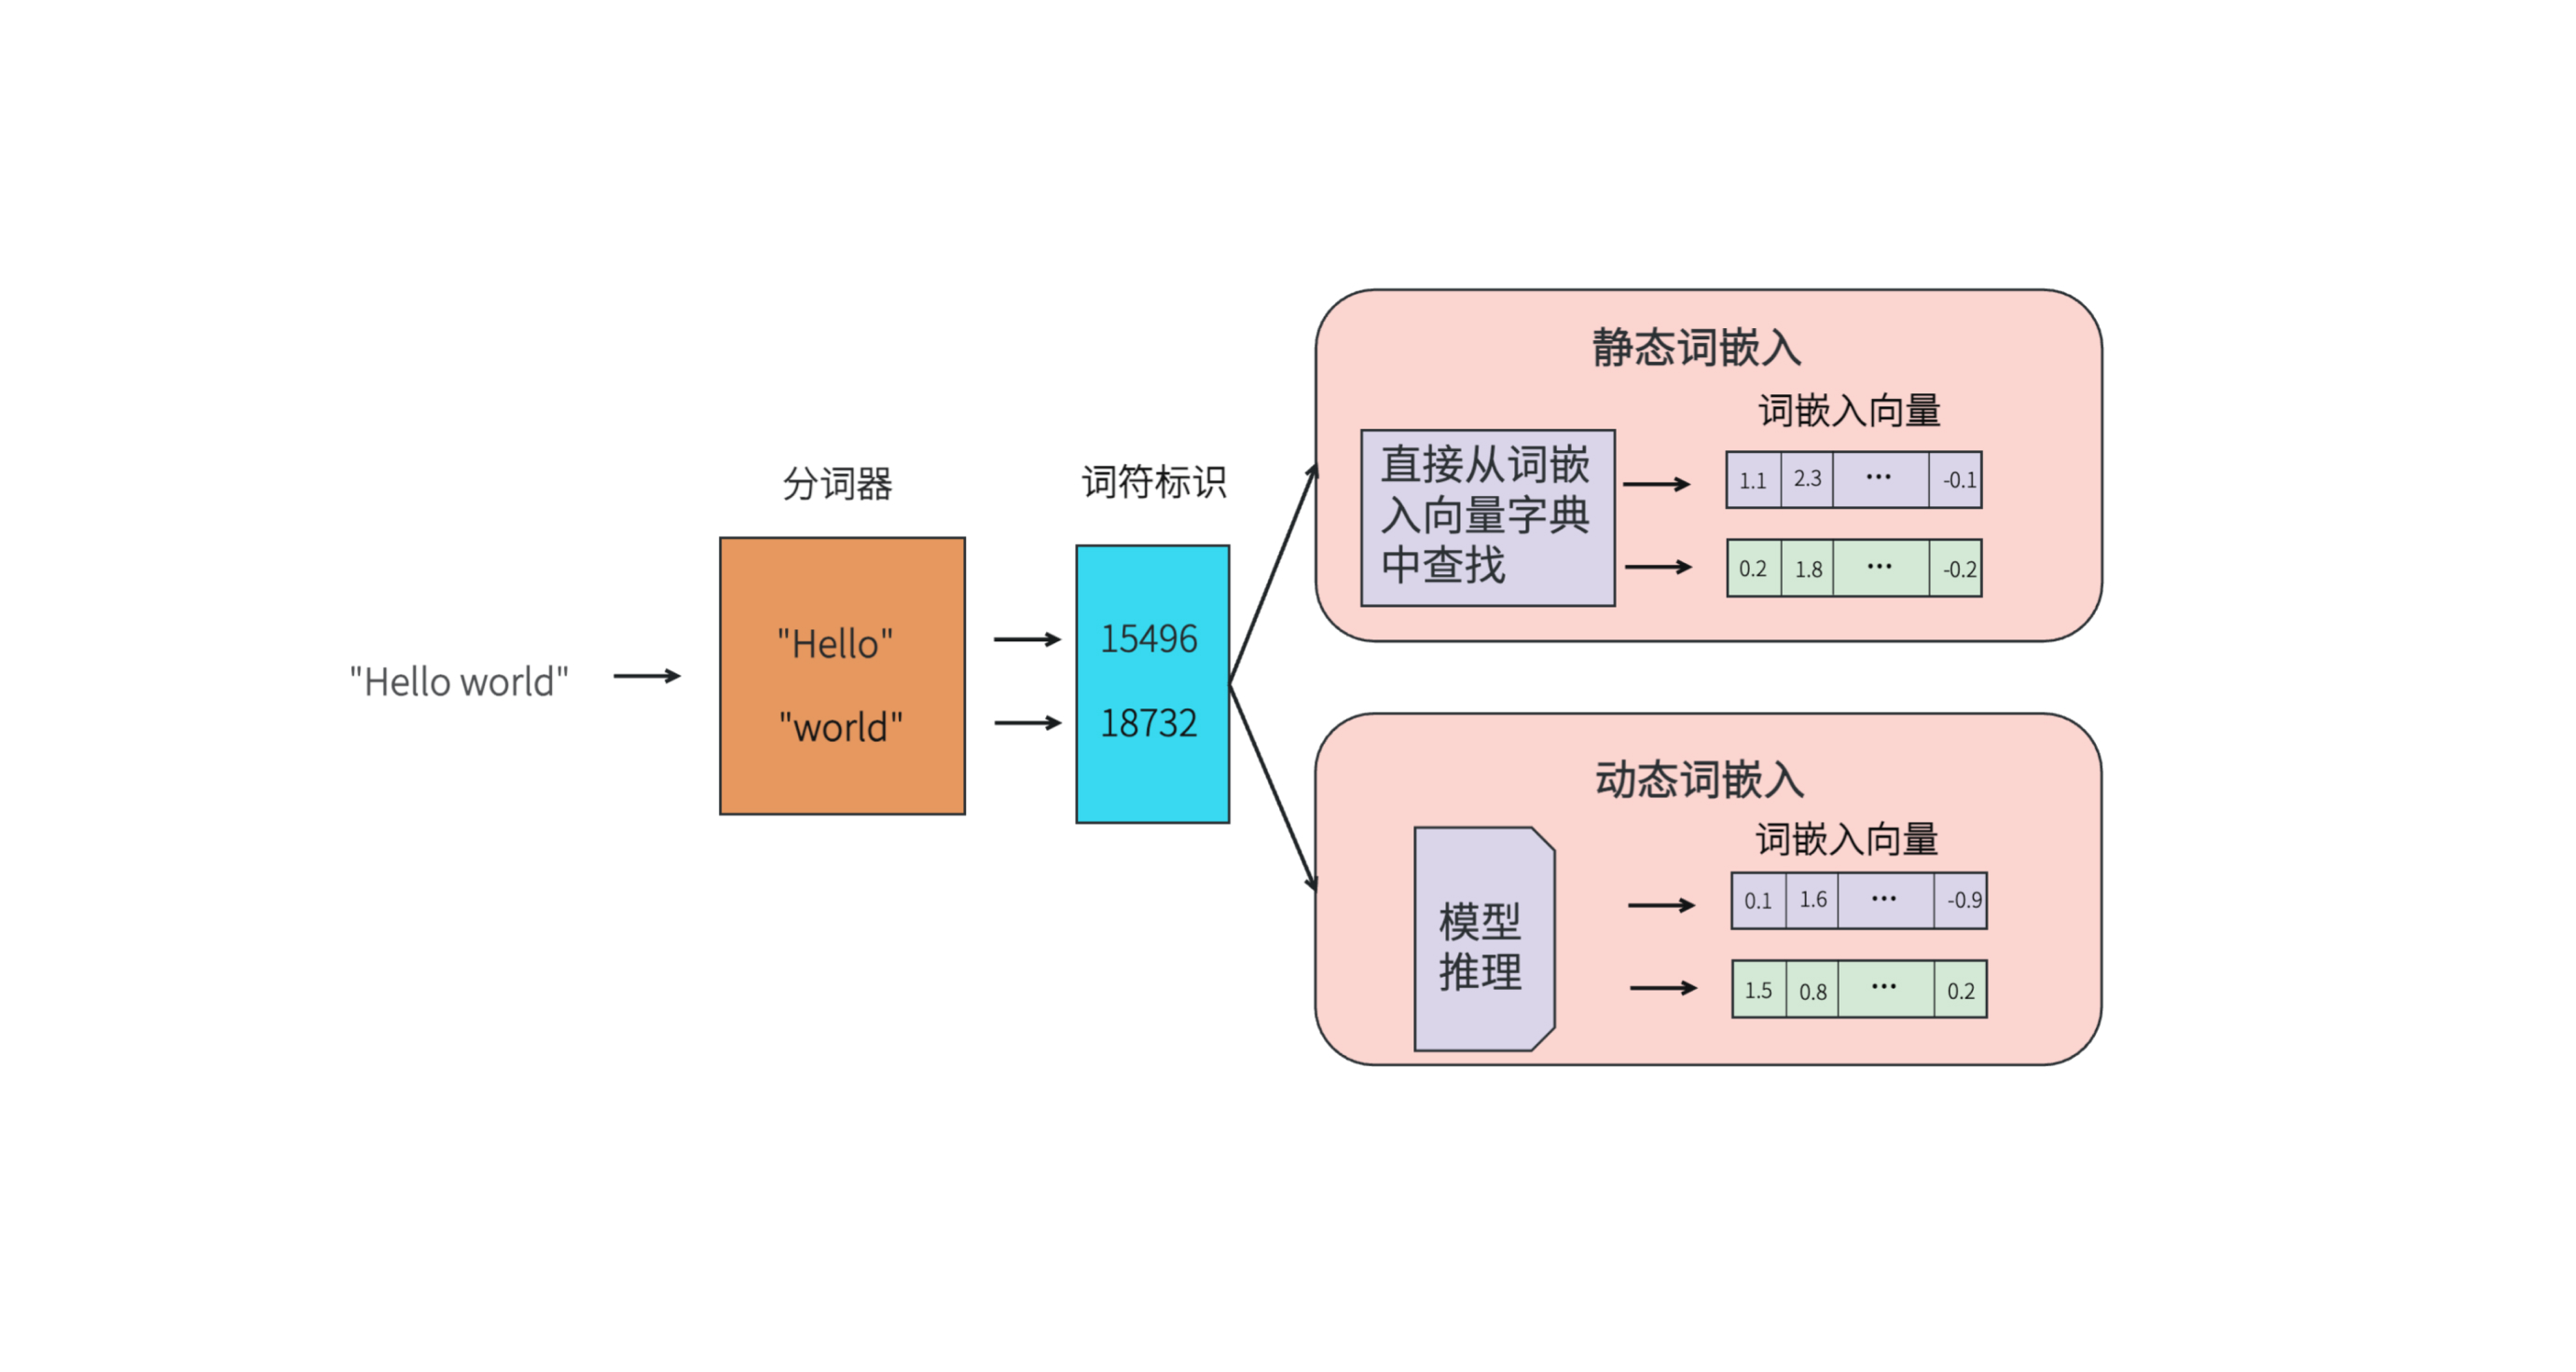 "Hello world"
分词器
"Hello"
"world"
词符标识
15496
18732
静态词嵌入
直接从词嵌
入向量字典
中查找
词嵌入向量
1.1 2.3 ··· -0.1
0.2 1.8 ··· -0.2
动态词嵌入
模型
推理
词嵌入向量
0.1 1.6 ··· -0.9
1.5 0.8 ··· 0.2